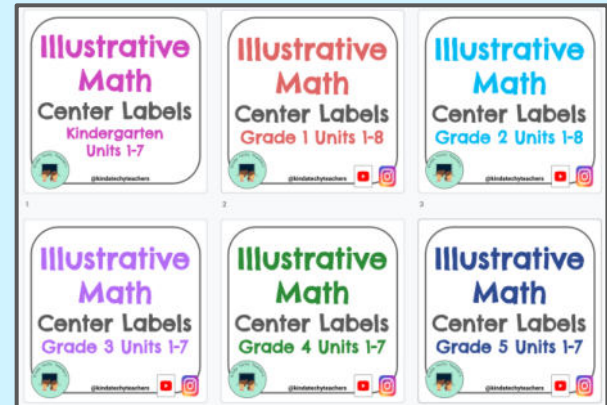 Illustrative
Math
Center Labels
Kindergarten
Units 1-7
@kindatechyteachers
1
Illustrative
Math
Center Labels
Grade 1 Units 1-8
@kindatechyteachers
2
Illustrative
Math
Center Labels
Grade 2 Units 1-8
@kindatechyteachers
3
Illustrative
Math
Center Labels
Grade 3 Units 1-7
@kindatechyteachers
Illustrative
Math
Center Labels
Grade 4 Units 1-7
@kindatechyteachers
Illustrative
Math
Center Labels
Grade 5 Units 1-7
@kindatechyteachers